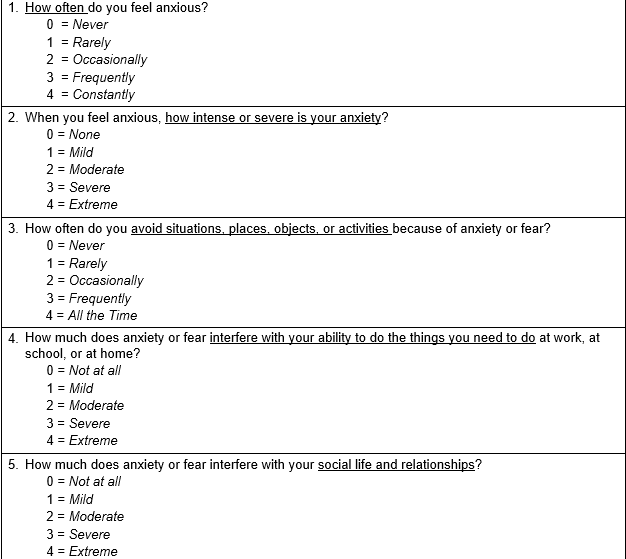 1. How often do you feel anxious?
0 = Never
1 = Rarely
2 = Occasionally
3 = Frequently
4 = Constantly
2. When you feel anxious, how intense or severe is your anxiety?
0 = None
1 = Mild
2 = Moderate
3 = Severe
4 = Extreme
3. How often do you avoid situations, places, objects, or activities because of anxiety or fear?
0 = Never
1 = Rarely
2 = Occasionally
3 = Frequently
4 = All the Time
4. How much does anxiety or fear interfere with your ability to do the things you need to do at work, at
school, or at home?
0 = Not at all
1 = Mild
2 = Moderate
3 = Severe
4 = Extreme
5. How much does anxiety or fear interfere with your social life and relationships?
0 = Not at all
1 = Mild
2 = Moderate
3 = Severe
4 = Extreme